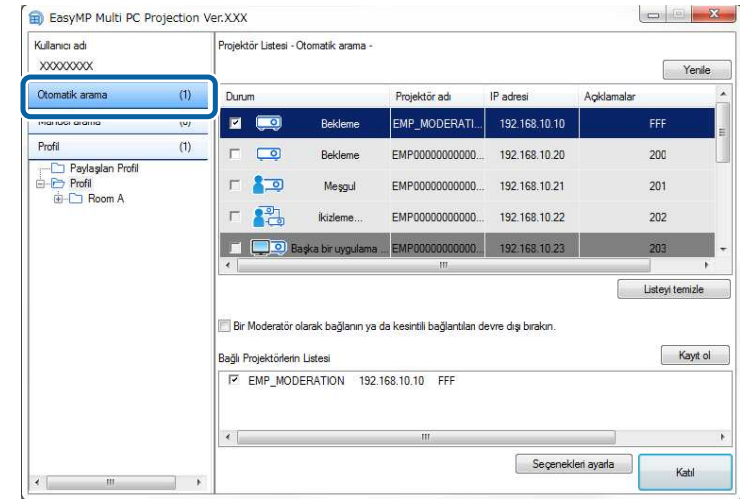 EasyMP Multi PC Projection Ver.XXX
Kullanıcı adı
XXXXXXXX
Otomatik arama (1)
Manuel arama (0)
Profil (1)
Paylaşılan Profil
Profil
Room A
Projektör Listesi - Otomatik arama -
Yenile
Durum Projektör adı IP adresi Açıklamalar
Bekleme EMP_MODERATI... 192.168.10.10 FFF
Bekleme EMP00000000000... 192.168.10.20 200
Meşgul EMP00000000000... 192.168.10.21 201
İkizleme... EMP00000000000... 192.168.10.22 202
Başka bir uygulama ... EMP00000000000... 192.168.10.23 203
Listeyi temizle
Bir Moderatör olarak bağlanın ya da kesintili bağlantıları devre dışı bırakın.
Bağlı Projektörlerin Listesi
Kayıt ol
EMP_MODERATION 192.168.10.10 FFF
Seçenekleri ayarla
Katıl